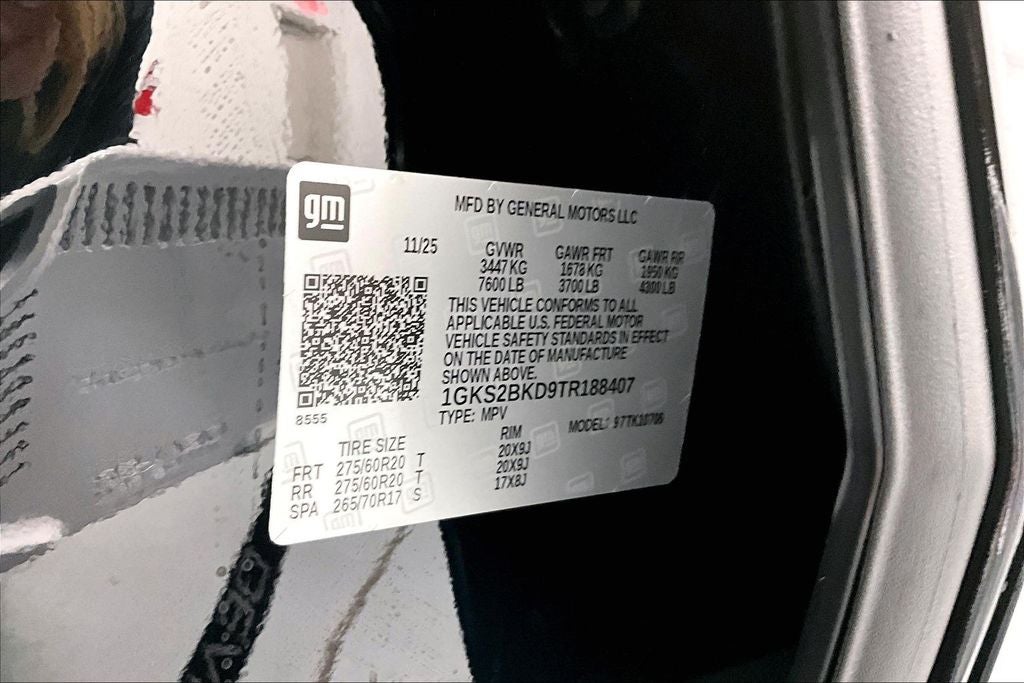 gm
MFD BY GENERAL MOTORS LLC
11/25 GVWR GAWR FRT GAWR RR
3447 KG 1678 KG 1950 KG
7600 LB 3700 LB 4300 LB
THIS VEHICLE CONFORMS TO ALL
APPLICABLE U.S. FEDERAL MOTOR
VEHICLE SAFETY STANDARDS IN EFFECT
ON THE DATE OF MANUFACTURE
SHOWN ABOVE.
1GKS2BKD9TR188407
8555
TYPE: MPV
TIRE SIZE RIM
FRT 275/60R20 T 20X9J
RR 275/60R20 T 20X9J
SPA 265/70R17 S 17X8J